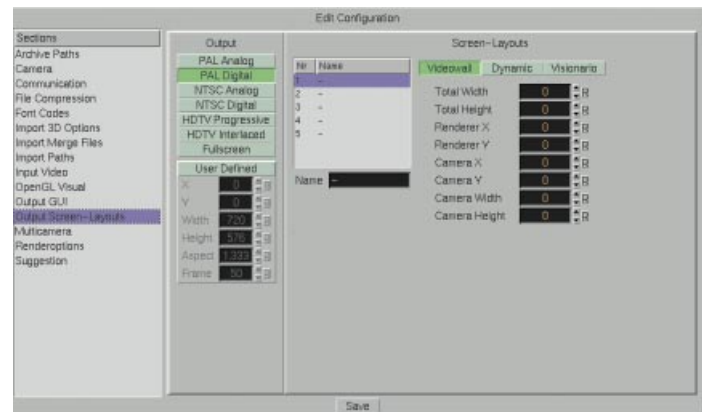 Edit Configuration
Sections
Archive Paths
Camera
Communication
File Compression
Font Codes
Import 3D Options
Import Merge Files
Import Paths
Input Video
OpenGL Visual
Output GUI
Output Screen-Layouts
Multicamera
Renderoptions
Suggestion
Output
PAL Analog
PAL Digital
NTSC Analog
NTSC Digital
HDTV Progressive
HDTV Interlaced
Fullscreen
User Defined
X 0 R
Y 0 R
Width 720 R
Height 576 R
Aspect 1.333 R
Frame 50 R
Screen-Layouts
Nr Name
1 -
2 -
3 -
4 -
5 -
Name -
Videowall Dynamic Visionario
Total Width 0 R
Total Height 0 R
Renderer X 0 R
Renderer Y 0 R
Camera X 0 R
Camera Y 0 R
Camera Width 0 R
Camera Height 0 R
Save